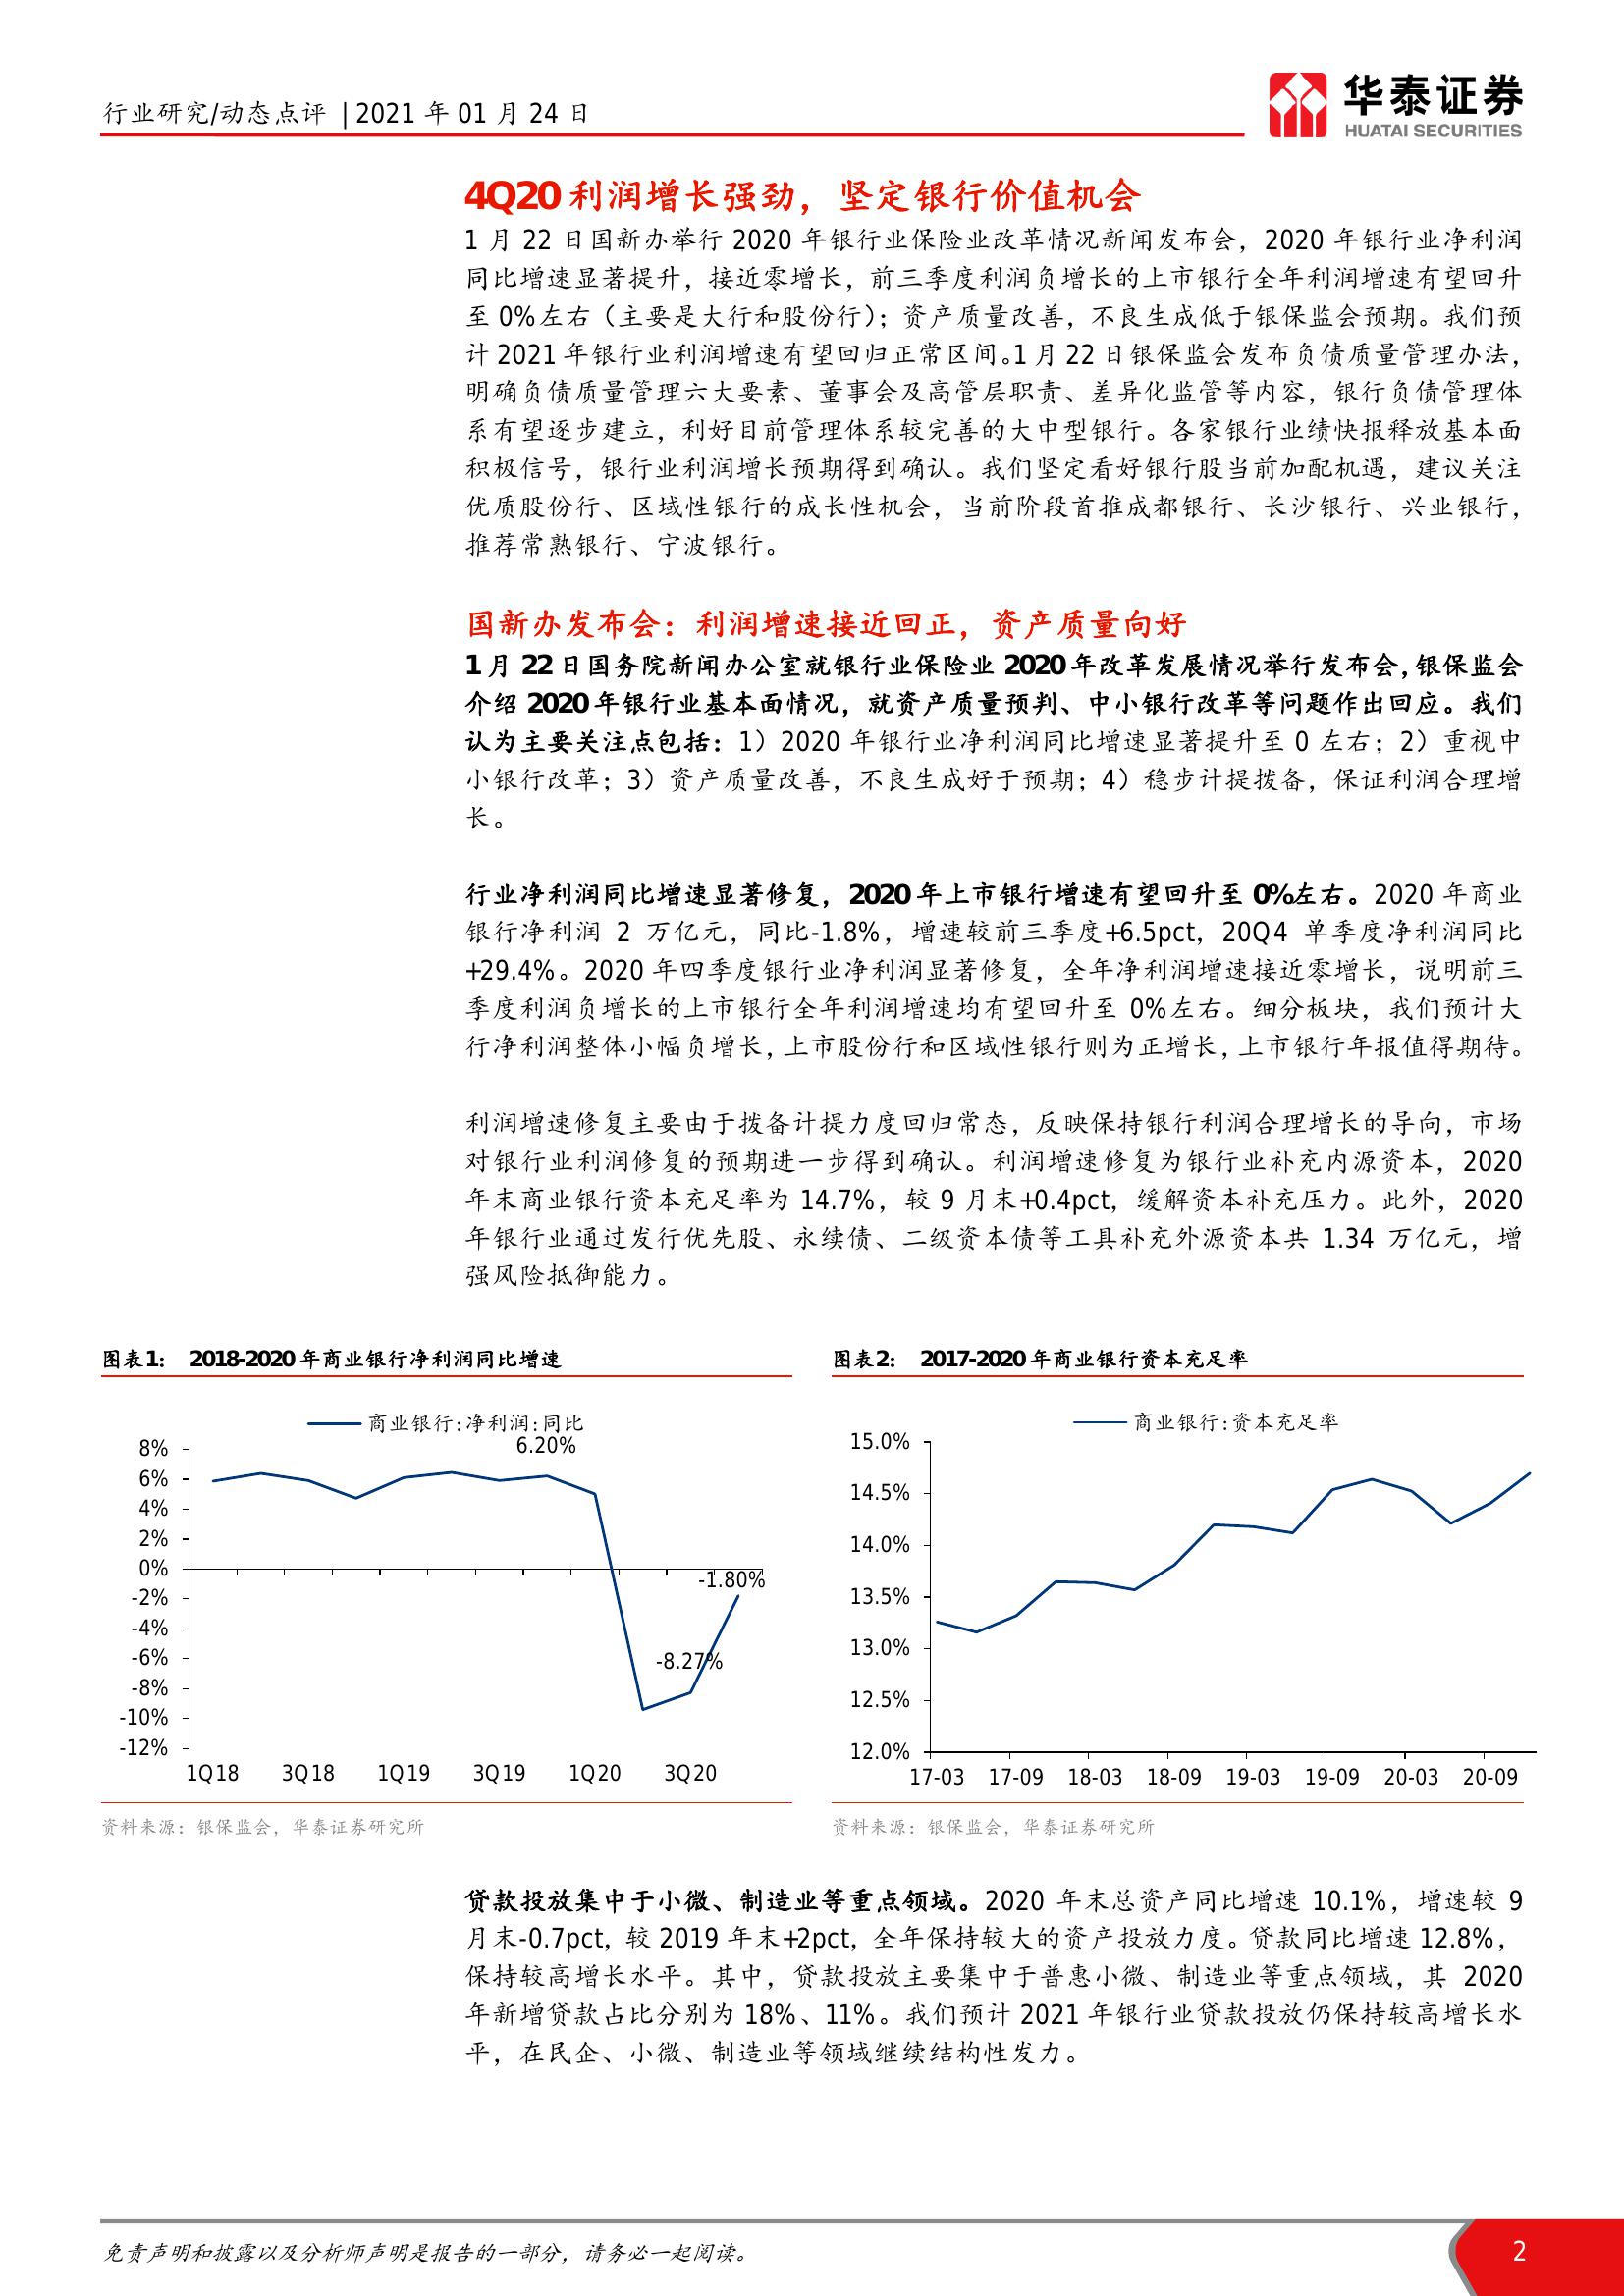 行业研究/动态点评 | 2021 年 01 月 24 日
华泰证券
HUATAI SECURITIES
4Q20 利润增长强劲，坚定银行价值机会
1 月 22 日国新办举行 2020 年银行业保险业改革情况新闻发布会，2020 年银行业净利润
同比增速显著提升，接近零增长，前三季度利润负增长的上市银行全年利润增速有望回升
至 0%左右（主要是大行和股份行）；资产质量改善，不良生成低于银保监会预期。我们预
计 2021 年银行业利润增速有望回归正常区间。1 月 22 日银保监会发布负债质量管理办法，
明确负债质量管理六大要素、董事会及高管层职责、差异化监管等内容，银行负债管理体
系有望逐步建立，利好目前管理体系较完善的大中型银行。各家银行业绩快报释放基本面
积极信号，银行业利润增长预期得到确认。我们坚定看好银行股当前加配机遇，建议关注
优质股份行、区域性银行的成长性机会，当前阶段首推成都银行、长沙银行、兴业银行，
推荐常熟银行、宁波银行。
国新办发布会：利润增速接近回正，资产质量向好
1 月 22 日国务院新闻办公室就银行业保险业 2020 年改革发展情况举行发布会，银保监会
介绍 2020 年银行业基本面情况，就资产质量预判、中小银行改革等问题作出回应。我们
认为主要关注点包括：1）2020 年银行业净利润同比增速显著提升至 0 左右；2）重视中
小银行改革；3）资产质量改善，不良生成好于预期；4）稳步计提拨备，保证利润合理增
长。
行业净利润同比增速显著修复，2020 年上市银行增速有望回升至 0%左右。2020 年商业
银行净利润 2 万亿元，同比-1.8%，增速较前三季度+6.5pct，20Q4 单季度净利润同比
+29.4%。2020 年四季度银行业净利润显著修复，全年净利润增速接近零增长，说明前三
季度利润负增长的上市银行全年利润增速均有望回升至 0%左右。细分板块，我们预计大
行净利润整体小幅负增长，上市股份行和区域性银行则为正增长，上市银行年报值得期待。
利润增速修复主要由于拨备计提力度回归常态，反映保持银行利润合理增长的导向，市场
对银行业利润修复的预期进一步得到确认。利润增速修复为银行业补充内源资本，2020
年末商业银行资本充足率为 14.7%，较 9 月末+0.4pct，缓解资本补充压力。此外，2020
年银行业通过发行优先股、永续债、二级资本债等工具补充外源资本共 1.34 万亿元，增
强风险抵御能力。
图表1： 2018-2020 年商业银行净利润同比增速
商业银行:净利润:同比
6.20%
8%
6%
4%
2%
0%
-2%
-4%
-6%
-8%
-10%
-12%
-1.80%
-8.27%
1Q18 3Q18 1Q19 3Q19 1Q20 3Q20
资料来源：银保监会，华泰证券研究所
图表2： 2017-2020 年商业银行资本充足率
商业银行:资本充足率
15.0%
14.5%
14.0%
13.5%
13.0%
12.5%
12.0%
17-03 17-09 18-03 18-09 19-03 19-09 20-03 20-09
资料来源：银保监会，华泰证券研究所
贷款投放集中于小微、制造业等重点领域。2020 年末总资产同比增速 10.1%，增速较 9
月末-0.7pct，较 2019 年末+2pct，全年保持较大的资产投放力度。贷款同比增速 12.8%，
保持较高增长水平。其中，贷款投放主要集中于普惠小微、制造业等重点领域，其 2020
年新增贷款占比分别为 18%、11%。我们预计 2021 年银行业贷款投放仍保持较高增长水
平，在民企、小微、制造业等领域继续结构性发力。
免责声明和披露以及分析师声明是报告的一部分，请务必一起阅读。
2